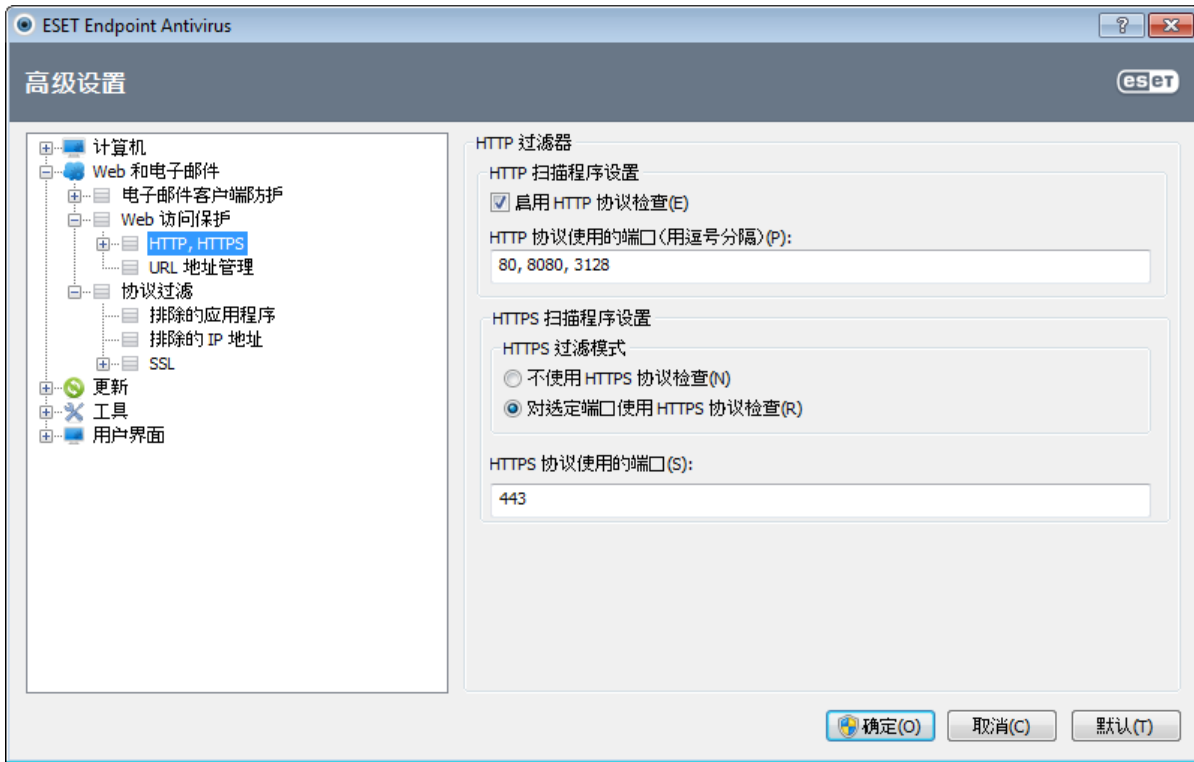 ESET Endpoint Antivirus
高级设置
eset
计算机
Web 和电子邮件
电子邮件客户端防护
Web 访问保护
HTTP, HTTPS
URL 地址管理
协议过滤
排除的应用程序
排除的 IP 地址
SSL
更新
工具
用户界面
HTTP 过滤器
HTTP 扫描程序设置
启用 HTTP 协议检查(E)
HTTP 协议使用的端口(用逗号分隔)(P):
80, 8080, 3128
HTTPS 扫描程序设置
HTTPS 过滤模式
不使用 HTTPS 协议检查(N)
对选定端口使用 HTTPS 协议检查(R)
HTTPS 协议使用的端口(S):
443
确定(O)
取消(C)
默认(T)